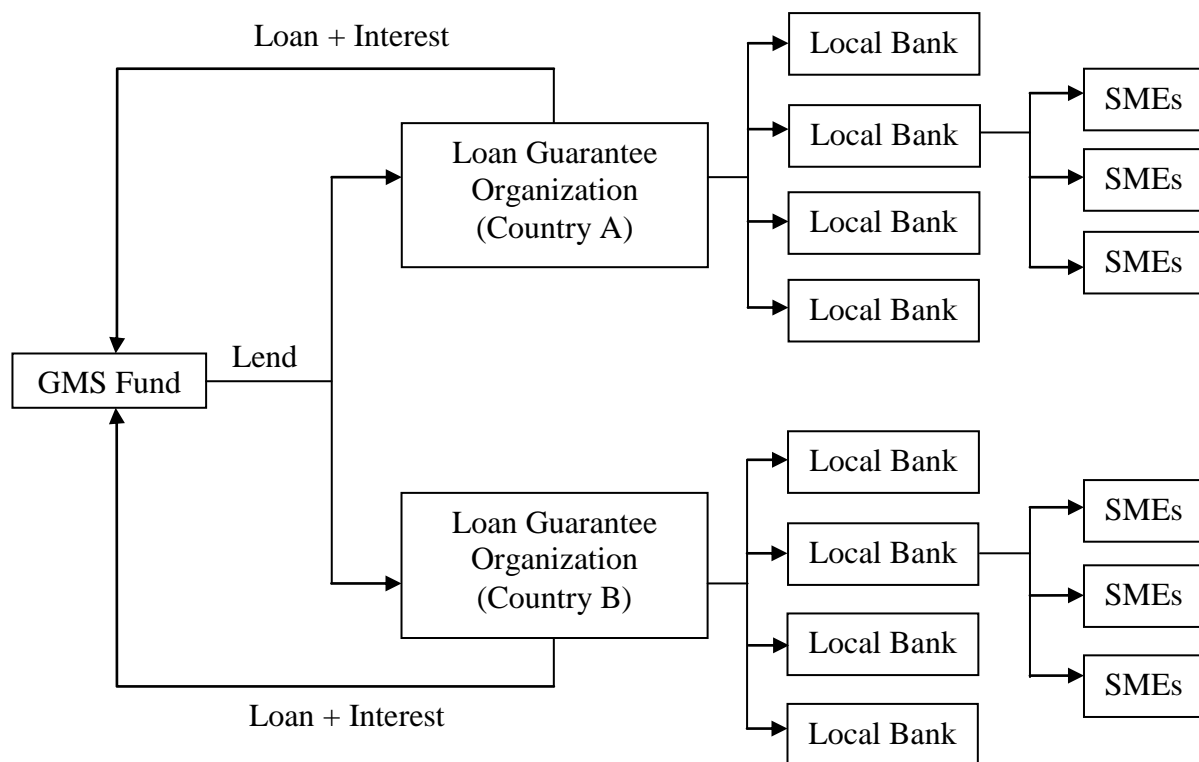 Loan + Interest
Loan Guarantee
Organization
(Country A)
Local Bank
Local Bank
Local Bank
Local Bank
SMEs
SMEs
SMEs
GMS Fund
Lend
Loan Guarantee
Organization
(Country B)
Local Bank
Local Bank
Local Bank
Local Bank
SMEs
SMEs
SMEs
Loan + Interest